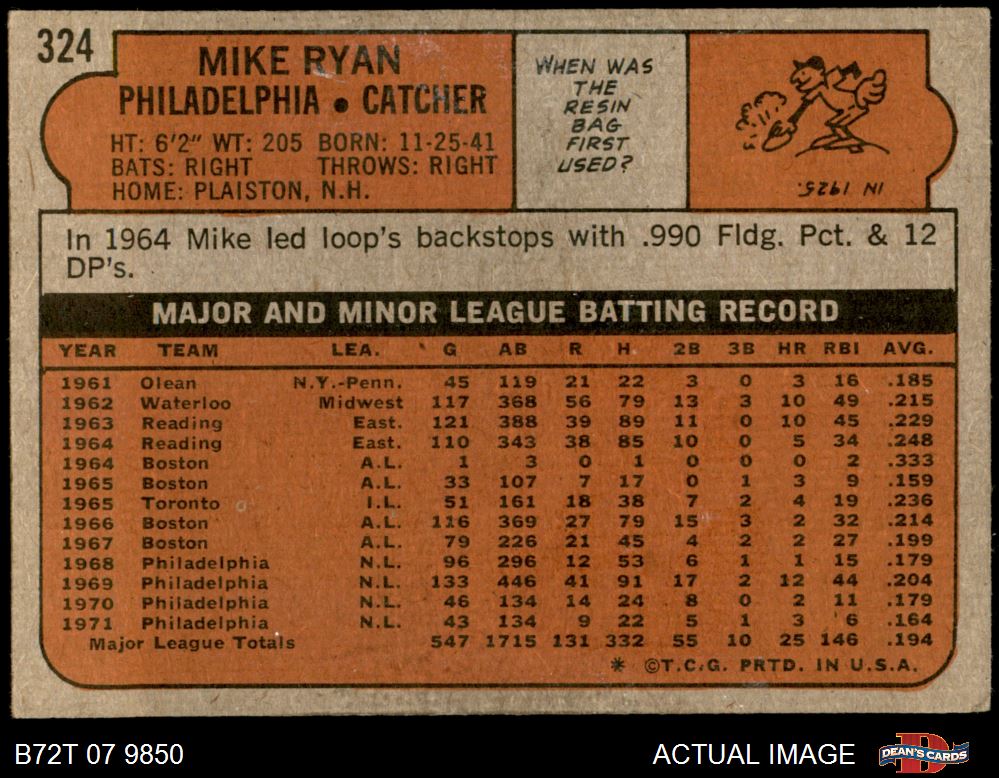 324
MIKE RYAN
PHILADELPHIA • CATCHER
HT: 6'2" WT: 205 BORN: 11-25-41
BATS: RIGHT THROWS: RIGHT
HOME: PLAISTON, N.H.
WHEN WAS
THE
RESIN
BAG
FIRST
USED?
IN 1925.
In 1964 Mike led loop's backstops with .990 Fldg. Pct. & 12
DP's.
MAJOR AND MINOR LEAGUE BATTING RECORD
YEAR TEAM LEA. G AB R H 2B 3B HR RBI AVG.
1961 Olean N.Y.-Penn. 45 119 21 22 3 0 3 16 .185
1962 Waterloo Midwest 117 368 56 79 13 3 10 49 .215
1963 Reading East. 121 388 39 89 11 0 10 45 .229
1964 Reading East. 110 343 38 85 10 0 5 34 .248
1964 Boston A.L. 1 3 0 1 0 0 0 2 .333
1965 Boston A.L. 33 107 7 17 0 1 3 9 .159
1965 Toronto I.L. 51 161 18 38 7 2 4 19 .236
1966 Boston A.L. 116 369 27 79 15 3 2 32 .214
1967 Boston A.L. 79 226 21 45 4 2 2 27 .199
1968 Philadelphia N.L. 96 296 12 53 6 1 1 15 .179
1969 Philadelphia N.L. 133 446 41 91 17 2 12 44 .204
1970 Philadelphia N.L. 46 134 14 24 8 0 2 11 .179
1971 Philadelphia N.L. 43 134 9 22 5 1 3 6 .164
Major League Totals 547 1715 131 332 55 10 25 146 .194
* ©T.C.G. PRTD. IN U.S.A.
B72T 07 9850 ACTUAL IMAGE D DEAN'S CARDS